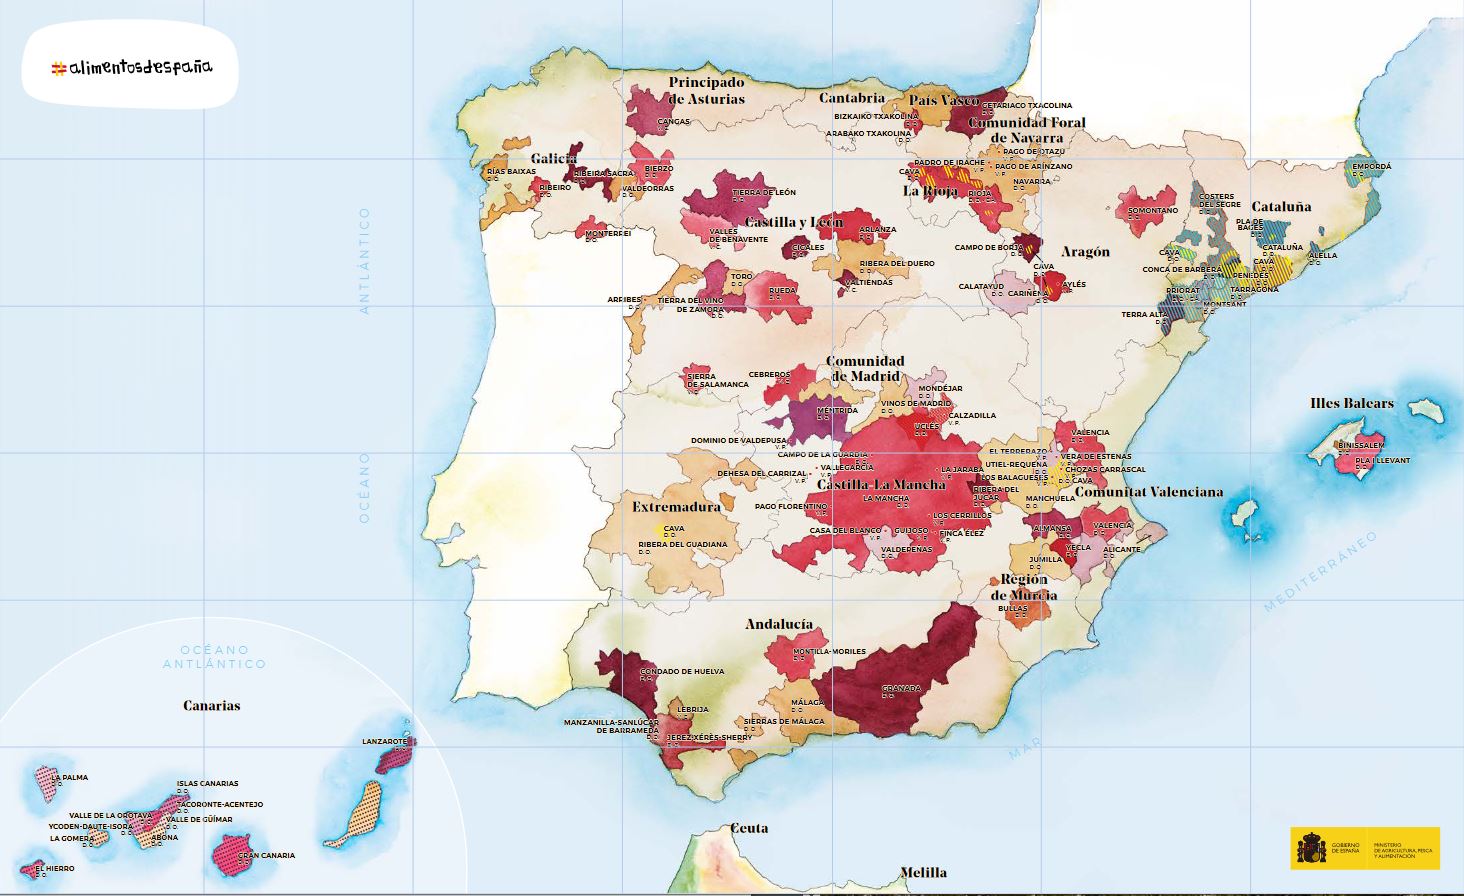 #alimentosdespaña
Principado
de Asturias
CANGAS
Cantabria
País Vasco
GETARIACO TXACOLINA
BIZKAIKO TXAKOLINA
ARABAKO TXAKOLINA
Comunidad Foral
de Navarra
PAGO DE OTAZU
V.P.
PADRO DE IRACHE
PAGO DE ARÍNZANO
V.P.
NAVARRA
CAVA
La Rioja
RIOJA
Galicia
RÍAS BAIXAS
D.O.
RIBEIRA SACRA
RIBEIRO
D.O.
VALDEORRAS
BIERZO
D.O.
MONTERREI
D.O.
TIERRA DE LEÓN
D.O.
Castilla y León
VALLES
DE BENAVENTE
ARLANZA
CIGALES
RIBERA DEL DUERO
D.O.
VALTIENDAS
TORO
D.O.
RUEDA
D.O.
ARRIBES
D.O.
TIERRA DEL VINO
DE ZAMORA
D.O.
SIERRA
DE SALAMANCA
CEBREROS
CAMPO DE BORJA
D.O.
Aragón
CAVA
D.O.
CALATAYUD
D.O.
CARIÑENA
AYLÉS
V.P.
SOMONTANO
D.O.
COSTERS
DEL SEGRE
Cataluña
EMPORDÀ
D.O.
PLA DE
BAGES
CATALUÑA
D.O.
ALELLA
D.O.
CAVA
CAVA
CONCA DE BARBERÀ
PENEDÈS
TARRAGONA
PRIORAT
MONTSANT
D.O.
TERRA ALTA
D.O.
Comunidad
de Madrid
MONDÉJAR
D.O.
VINOS DE MADRID
D.O.
CALZADILLA
V.P.
MÉNTRIDA
D.O.
UCLÉS
D.O.
DOMINIO DE VALDEPUSA
V.P.
CAMPO DE LA GUARDIA
V.P.
VALLEGARCÍA
V.P.
DEHESA DEL CARRIZAL
V.P.
LA JARABA
V.P.
Castilla-La Mancha
LA MANCHA
D.O.
RIBERA DEL
JÚCAR
PAGO FLORENTINO
V.P.
LOS CERRILLOS
V.P.
CASA DEL BLANCO
V.P.
GUIJOSO
V.P.
FINCA ÉLEZ
V.P.
VALDEPEÑAS
D.O.
VALENCIA
D.O.
EL TERRERAZO
V.P.
VERA DE ESTENAS
V.P.
UTIEL-REQUENA
D.O.
CHOZAS CARRASCAL
LOS BALAGUESES
V.P.
CAVA
D.O.
MANCHUELA
D.O.
Comunitat Valenciana
ALMANSA
D.O.
VALENCIA
D.O.
YECLA
D.O.
ALICANTE
D.O.
JUMILLA
D.O.
Región
de Murcia
BULLAS
D.O.
Extremadura
CAVA
D.O.
RIBERA DEL GUADIANA
D.O.
Andalucía
MONTILLA-MORILES
D.O.
CONDADO DE HUELVA
D.O.
GRANADA
D.O.
LEBRIJA
MÁLAGA
D.O.
SIERRAS DE MÁLAGA
D.O.
MANZANILLA-SANLÚCAR
DE BARRAMEDA
D.O.
JEREZ-XÉRÈS-SHERRY
D.O.
Illes Balears
BINISSALEM
D.O.
PLA I LLEVANT
D.O.
OCÉANO
ANTLÁNTICO
MAR
MEDITERRÁNEO
OCÉANO
ANTLÁNTICO
Canarias
LANZAROTE
LA PALMA
D.O.
ISLAS CANARIAS
D.O.
TACORONTE-ACENTEJO
D.O.
VALLE DE LA OROTAVA
VALLE DE GÜÍMAR
D.O.
YCODEN-DAUTE-ISORA
D.O.
LA GOMERA
D.O.
ABONA
D.O.
GRAN CANARIA
EL HIERRO
D.O.
Ceuta
Melilla
GOBIERNO
DE ESPAÑA
MINISTERIO
DE AGRICULTURA, PESCA
Y ALIMENTACIÓN